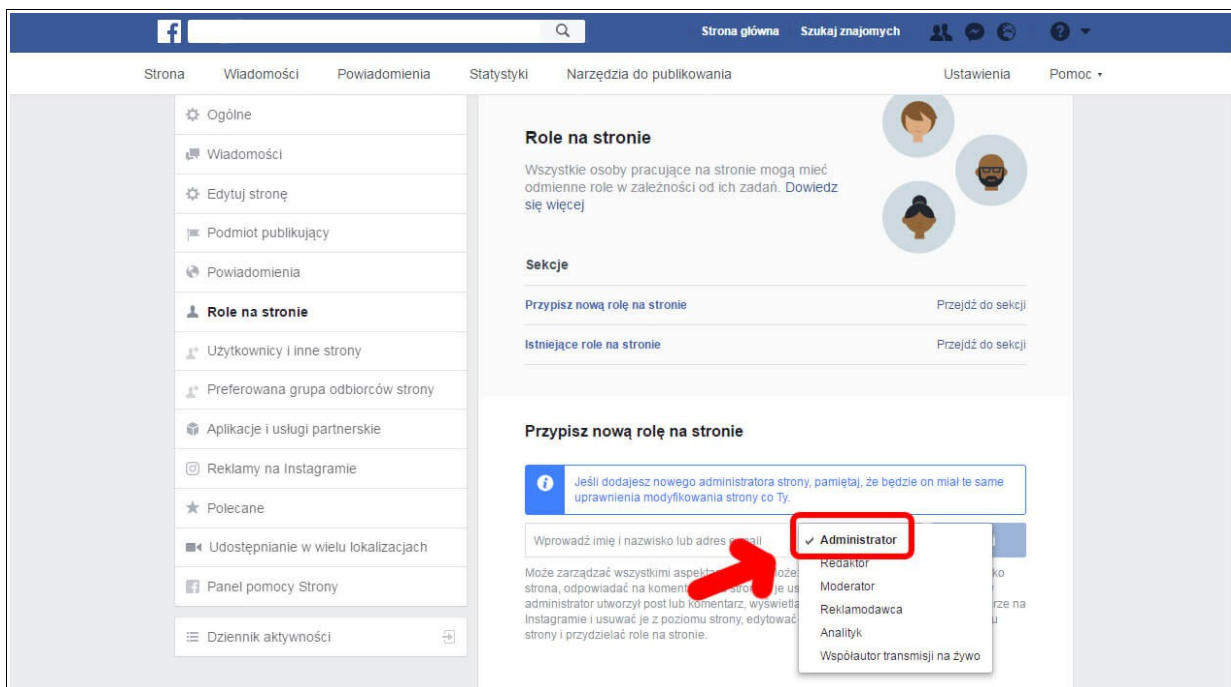 f
Strona główna Szukaj znajomych
Strona Wiadomości Powiadomienia Statystyki Narzędzia do publikowania Ustawienia Pomoc
Ogólne
Wiadomości
Edytuj stronę
Podmiot publikujący
Powiadomienia
Role na stronie
Użytkownicy i inne strony
Preferowana grupa odbiorców strony
Aplikacje i usługi partnerskie
Reklamy na Instagramie
Polecane
Udostępnianie w wielu lokalizacjach
Panel pomocy Strony
Dziennik aktywności
Role na stronie
Wszystkie osoby pracujące na stronie mogą mieć
odmienne role w zależności od ich zadań. Dowiedz
się więcej
Sekcje
Przypisz nową rolę na stronie Przejdź do sekcji
Istniejące role na stronie Przejdź do sekcji
Przypisz nową rolę na stronie
Jeśli dodajesz nowego administratora strony, pamiętaj, że będzie on miał te same
uprawnienia modyfikowania strony co Ty.
Wprowadź imię i nazwisko lub adres
Administrator
Redaktor
Moderator
Reklamodawca
Analityk
Współautor transmisji na żywo
Może zarządzać wszystkimi
strona, odpowiadać na
administrator utworzył post lub komentarz,
Instagramie i usuwać je z poziomu strony, edytować
strony i przydzielać role na stronie.